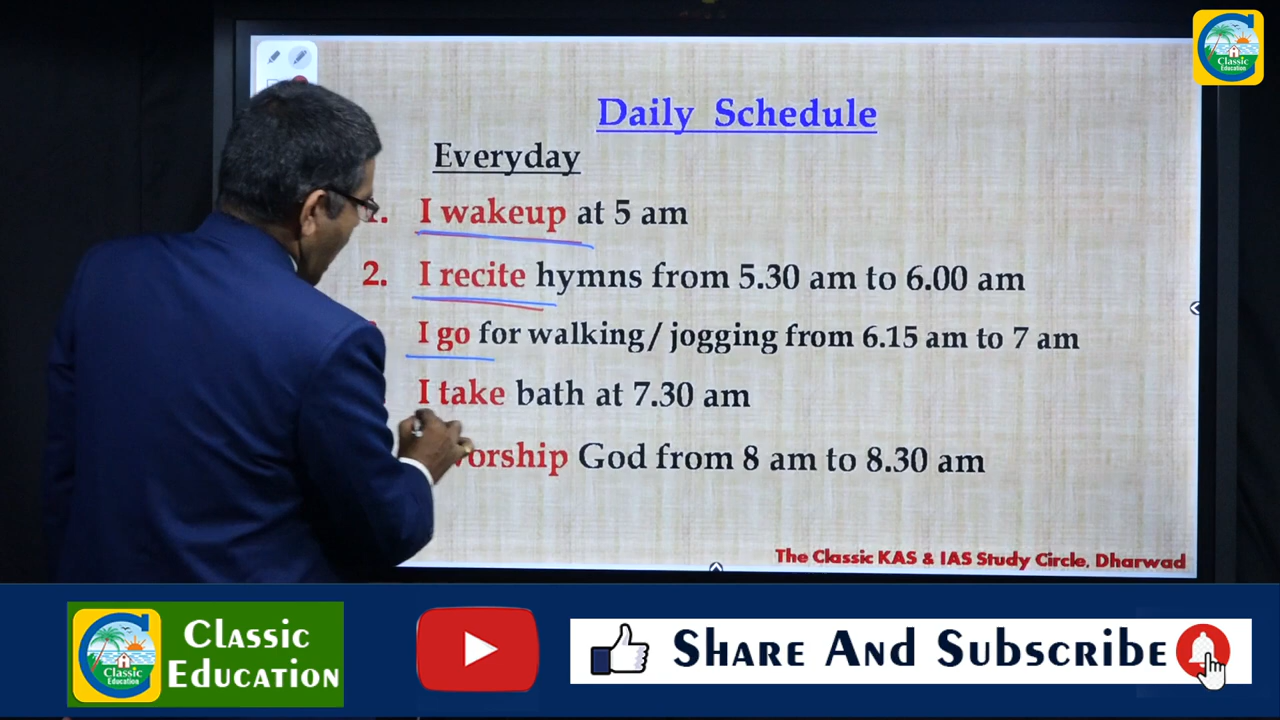 Classic
Education
Daily Schedule
Everyday
1. I wakeup at 5 am
2. I recite hymns from 5.30 am to 6.00 am
I go for walking/ jogging from 6.15 am to 7 am
I take bath at 7.30 am
worship God from 8 am to 8.30 am
The Classic KAS & IAS Study Circle, Dharwad
Classic
Education
Classic
Education
Share And Subscribe